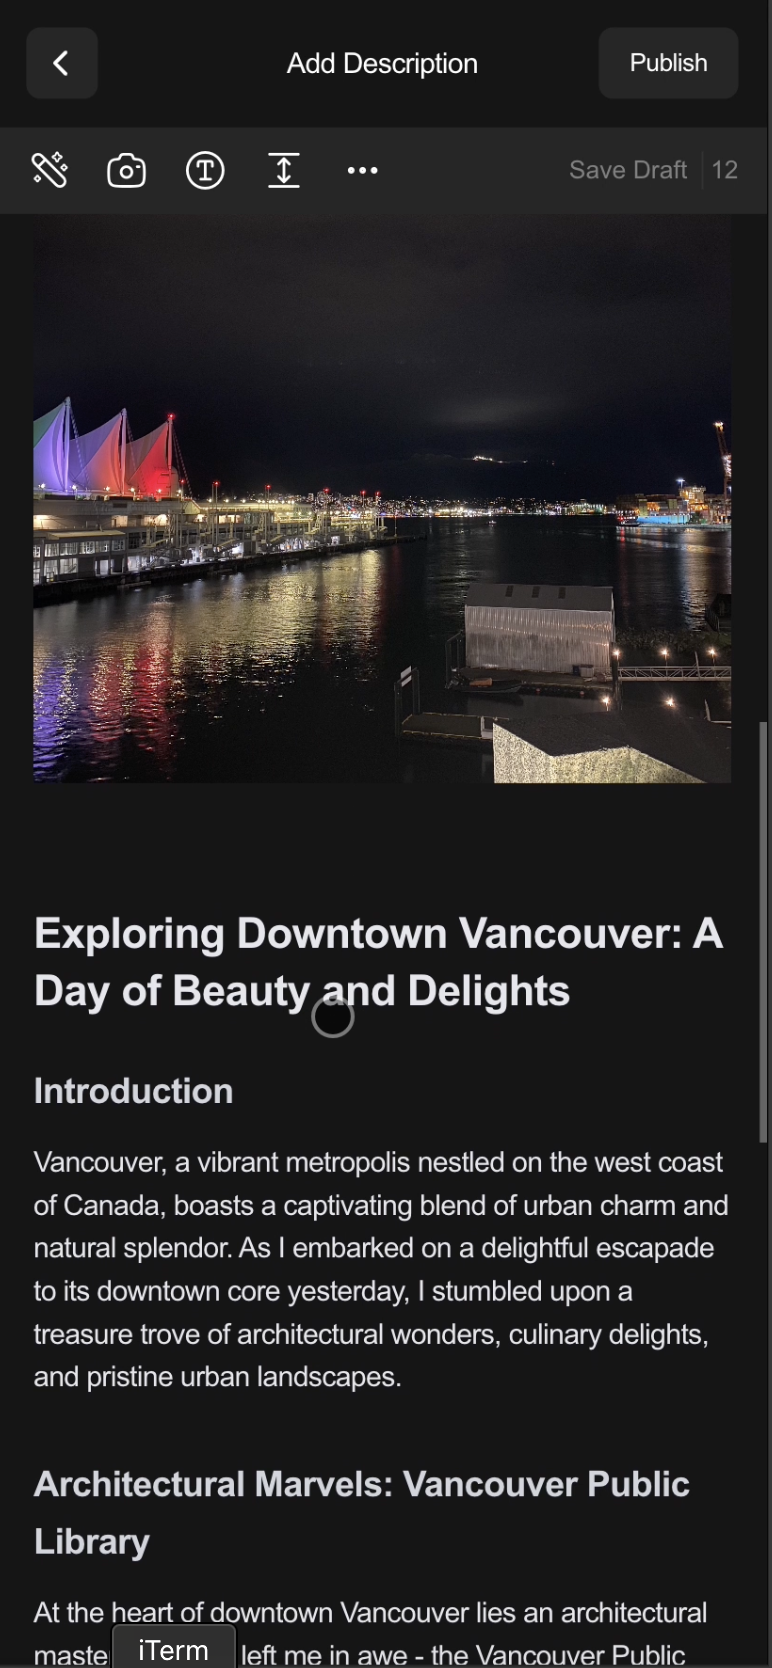 Add Description
Publish
Save Draft
12
Exploring Downtown Vancouver: A
Day of Beauty and Delights
Introduction
Vancouver, a vibrant metropolis nestled on the west coast
of Canada, boasts a captivating blend of urban charm and
natural splendor. As I embarked on a delightful escapade
to its downtown core yesterday, I stumbled upon a
treasure trove of architectural wonders, culinary delights,
and pristine urban landscapes.
Architectural Marvels: Vancouver Public
Library
At the heart of downtown Vancouver lies an architectural
maste
iTerm
left me in awe - the Vancouver Public